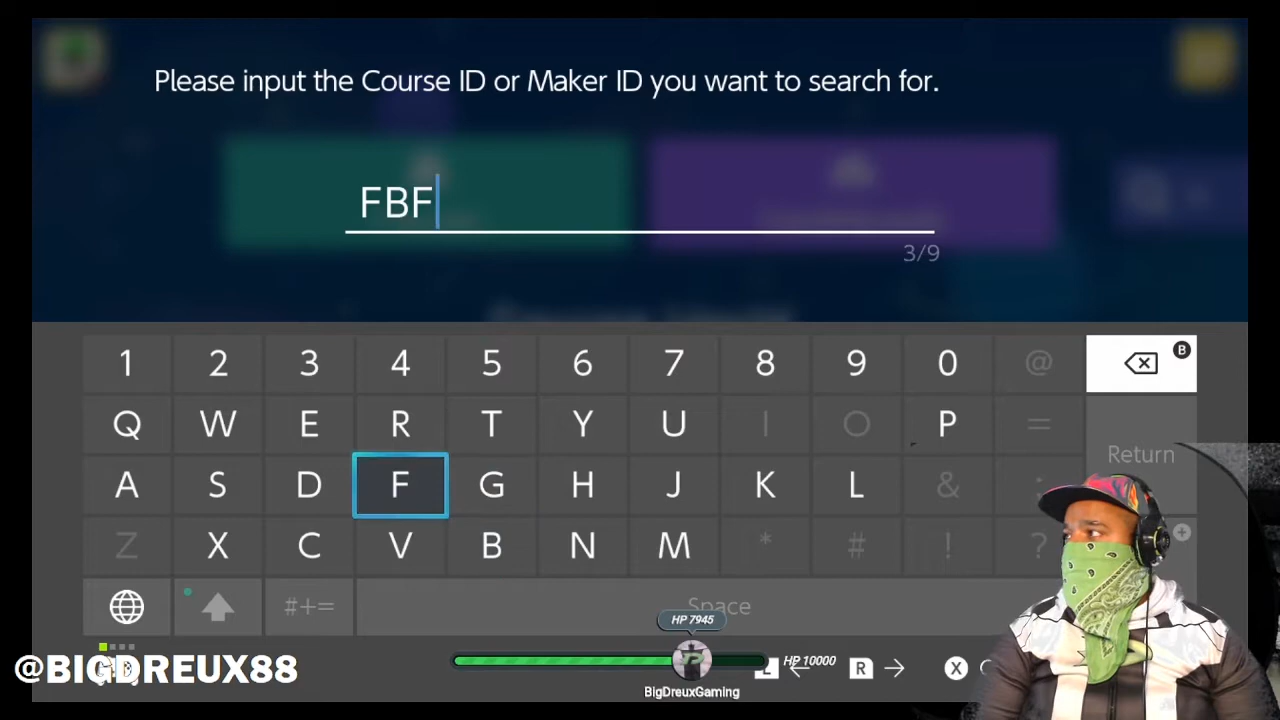 Please input the Course ID or Maker ID you want to search for.
FBF
3/9
1 2 3 4 5 6 7 8 9 0 @ B
Q W E R T Y U I O P =
Return
A S D F G H J K L & :
Z X C V B N M * # ! ? +
#+= Space
HP 7945
@BIGDREUX88
L HP 10000 R X
BigDreuxGaming